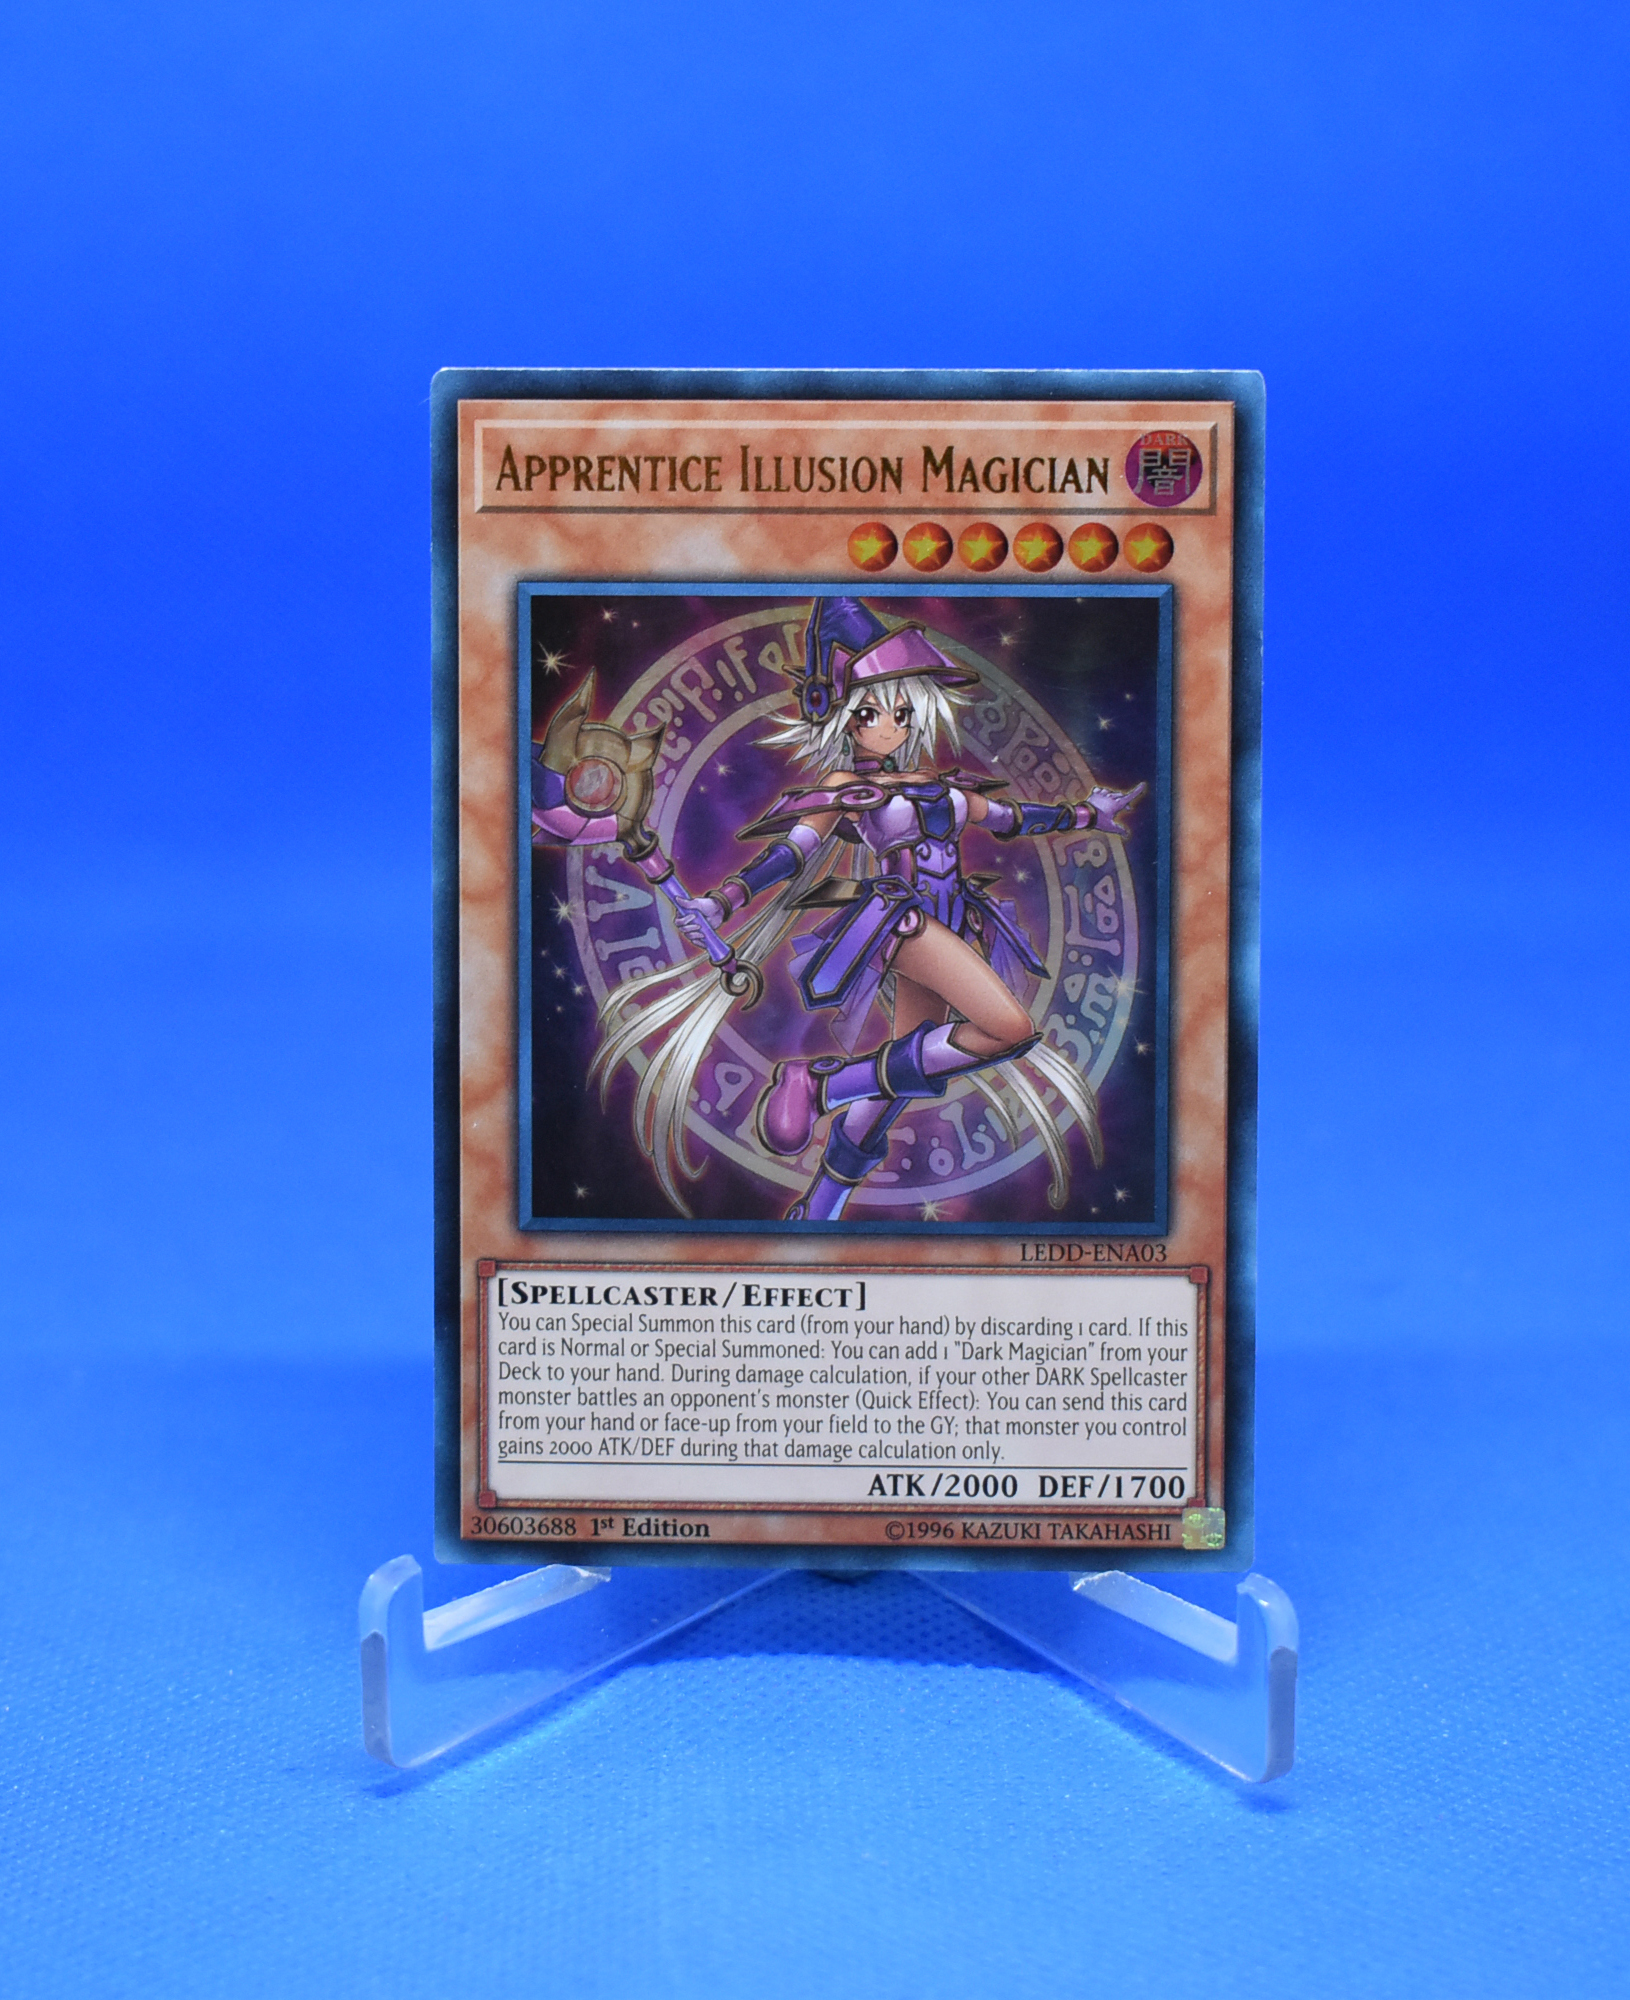 APPRENTICE ILLUSION MAGICIAN
DARK
闇
LEDD-ENA03
[SPELLCASTER/EFFECT]
You can Special Summon this card (from your hand) by discarding 1 card. If this
card is Normal or Special Summoned: You can add 1 "Dark Magician" from your
Deck to your hand. During damage calculation, if your other DARK Spellcaster
monster battles an opponent's monster (Quick Effect): You can send this card
from your hand or face-up from your field to the GY; that monster you control
gains 2000 ATK/DEF during that damage calculation only.
ATK/2000 DEF/1700
30603688 1st Edition
©1996 KAZUKI TAKAHASHI